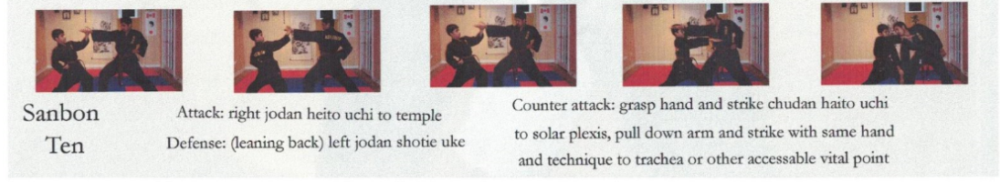 Sanbon
Ten
Attack: right jodan heito uchi to temple
Defense: (leaning back) left jodan shotie uke
Counter attack: grasp hand and strike chudan haito uchi
to solar plexis, pull down arm and strike with same hand
and technique to trachea or other accessable vital point